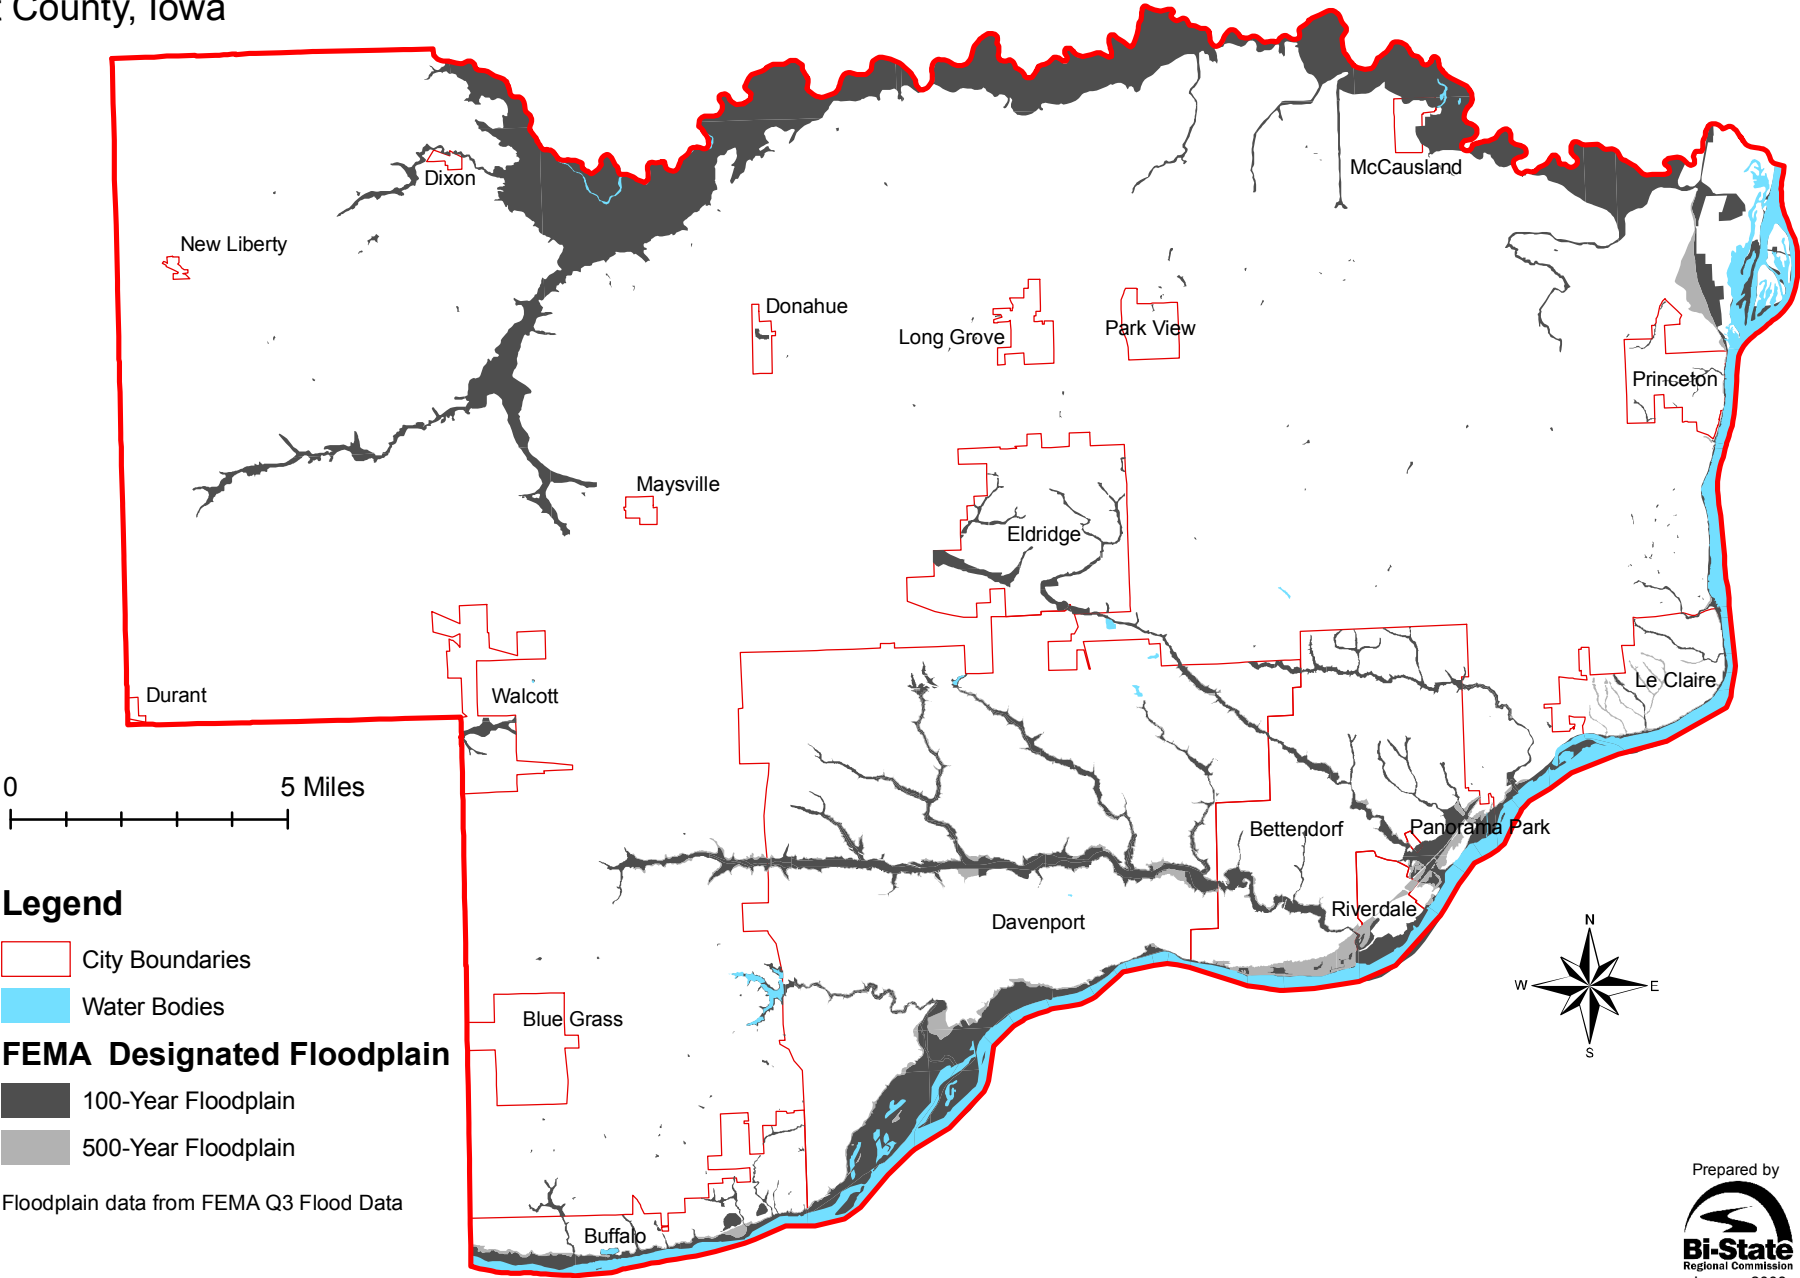 County, Iowa
Dixon
McCausland
New Liberty
Donahue
Long Grove
Park View
Princeton
Maysville
Eldridge
Durant
Walcott
Le Claire
0 5 Miles
Bettendorf
Panorama Park
Riverdale
Davenport
Blue Grass
Buffalo
Legend
City Boundaries
Water Bodies
FEMA Designated Floodplain
100-Year Floodplain
500-Year Floodplain
Floodplain data from FEMA Q3 Flood Data
N
W E
S
Prepared by
Bi-State
Regional Commission